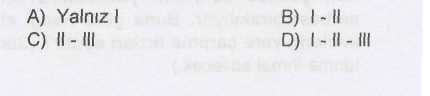 A) Yalnız I B) I - II
C) II - III D) I - II - III